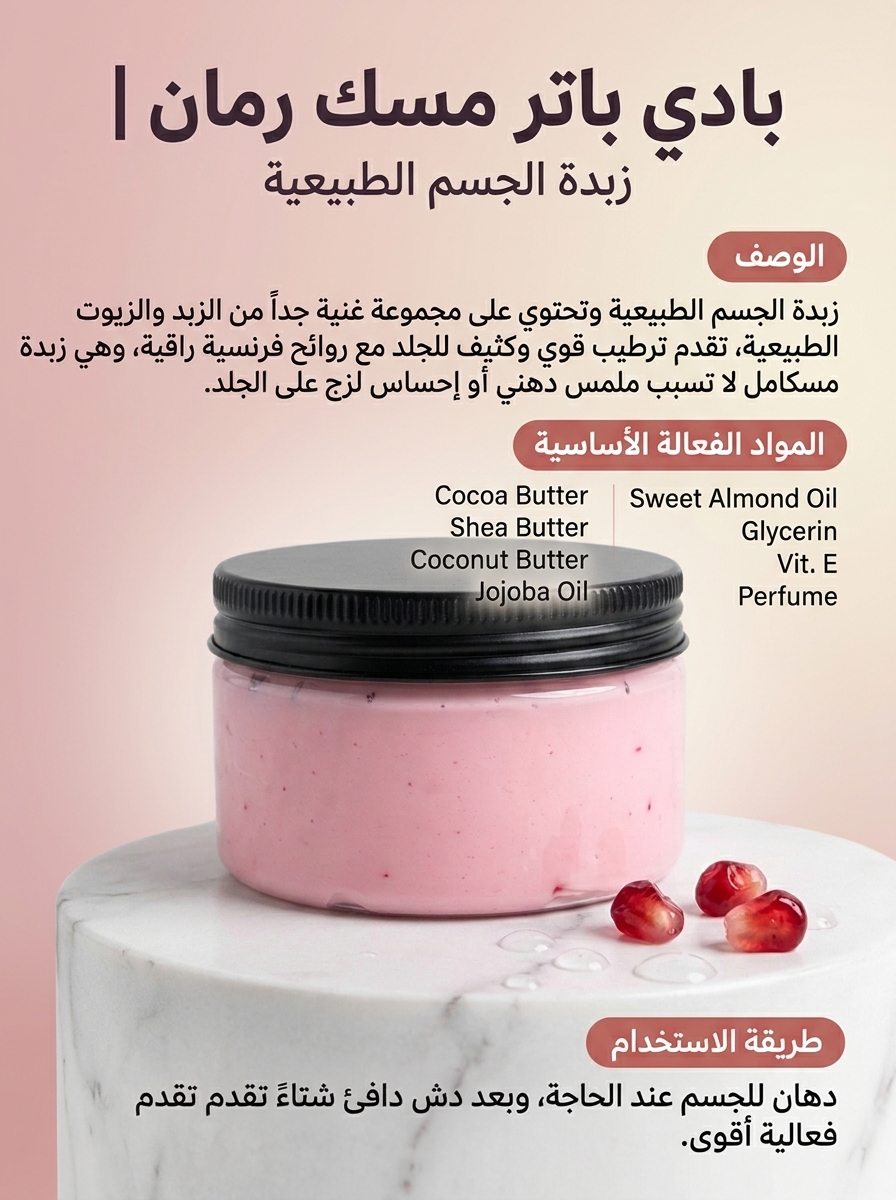 بادي باتر مسك رمان |
زبدة الجسم الطبيعية
الوصف
زبدة الجسم الطبيعية وتحتوي على مجموعة غنية جداً من الزبد والزيوت
الطبيعية، تقدم ترطيب قوي وكثيف للجلد مع روائح فرنسية راقية، وهي زبدة
مسكامل لا تسبب ملمس دهني أو إحساس لزج على الجلد.
المواد الفعالة الأساسية
Sweet Almond Oil
Glycerin
Vit. E
Perfume
Cocoa Butter
Shea Butter
Coconut Butter
Jojoba Oil
طريقة الاستخدام
دهان للجسم عند الحاجة، وبعد دش دافئ شتاءً تقدم تقدم
فعالية أقوى.